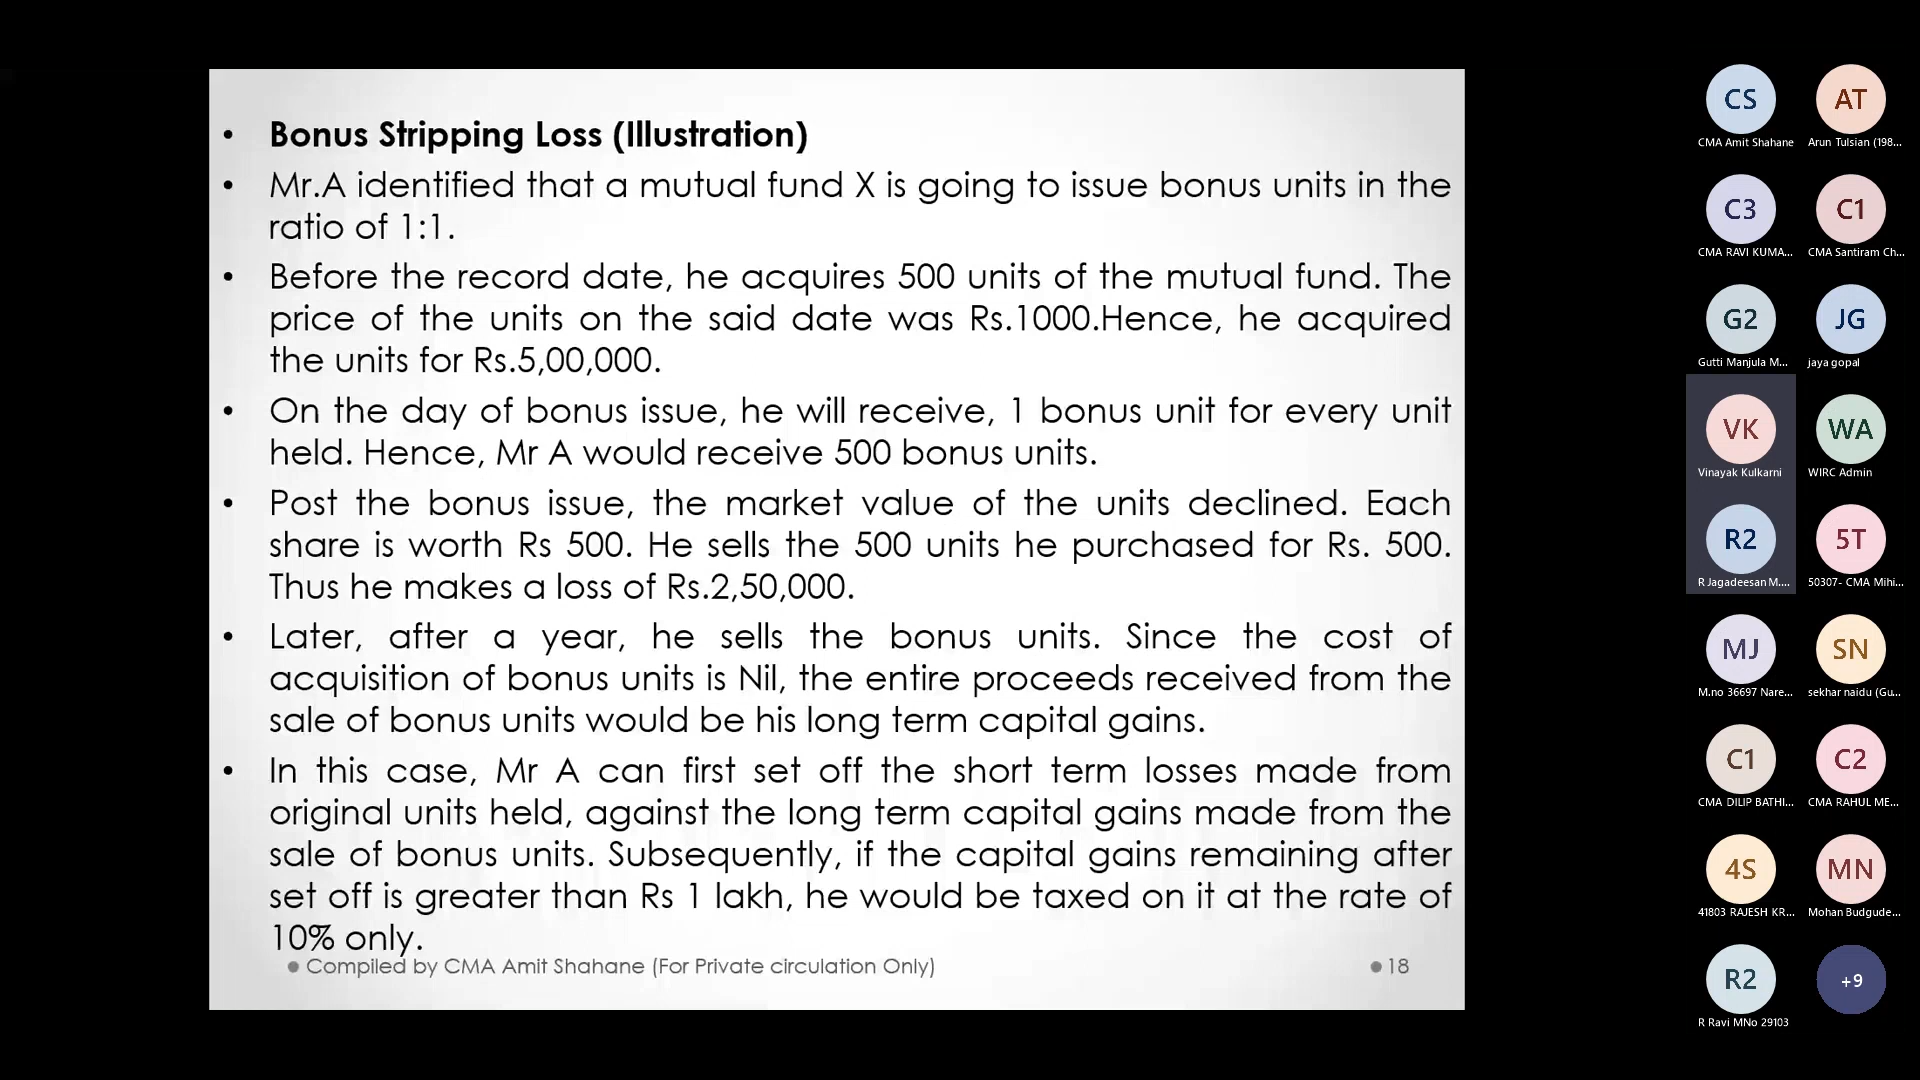 • Bonus Stripping Loss (Illustration)
• Mr.A identified that a mutual fund X is going to issue bonus units in the
ratio of 1:1.
• Before the record date, he acquires 500 units of the mutual fund. The
price of the units on the said date was Rs.1000.Hence, he acquired
the units for Rs.5,00,000.
• On the day of bonus issue, he will receive, 1 bonus unit for every unit
held. Hence, Mr A would receive 500 bonus units.
• Post the bonus issue, the market value of the units declined. Each
share is worth Rs 500. He sells the 500 units he purchased for Rs. 500.
Thus he makes a loss of Rs.2,50,000.
• Later, after a year, he sells the bonus units. Since the cost of
acquisition of bonus units is Nil, the entire proceeds received from the
sale of bonus units would be his long term capital gains.
• In this case, Mr A can first set off the short term losses made from
original units held, against the long term capital gains made from the
sale of bonus units. Subsequently, if the capital gains remaining after
set off is greater than Rs 1 lakh, he would be taxed on it at the rate of
10% only.
• Compiled by CMA Amit Shahane (For Private circulation Only)
• 18
CS
AT
CMA Amit Shahane
Arun Tulsian (198...
C3
C1
CMA RAVI KUMA...
CMA Santiram Ch...
G2
JG
Gutti Manjula M...
jaya gopal
VK
WA
Vinayak Kulkarni
WIRC Admin
R2
5T
R Jagadeesan M....
50307- CMA Mihi...
MJ
SN
M.no 36697 Nare...
sekhar naidu (Gu...
C1
C2
CMA DILIP BATHI...
CMA RAHUL ME...
4S
MN
41803 RAJESH KR...
Mohan Budgude...
R2
+9
R Ravi MNo 29103